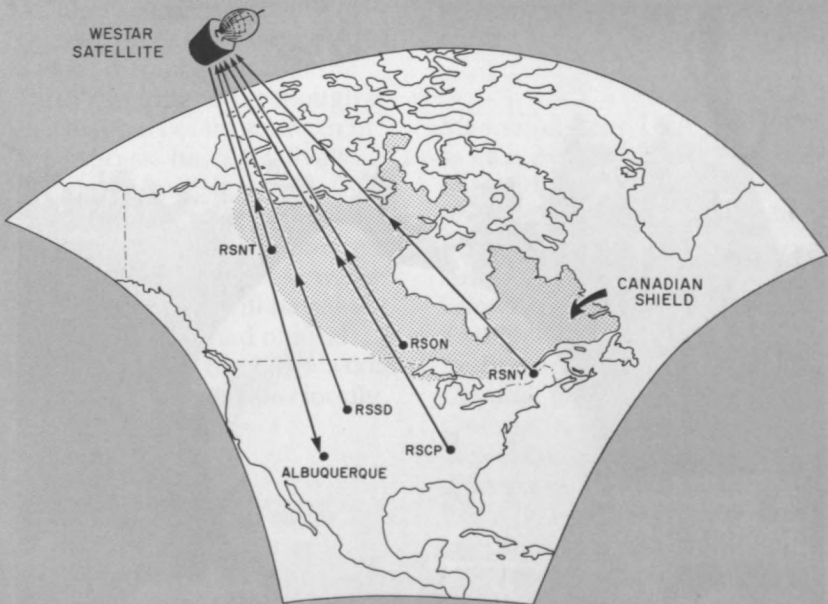 WESTAR
SATELLITE
RSNT
CANADIAN
SHIELD
RSON
RSNY
RSSD
RSCP
ALBUQUERQUE